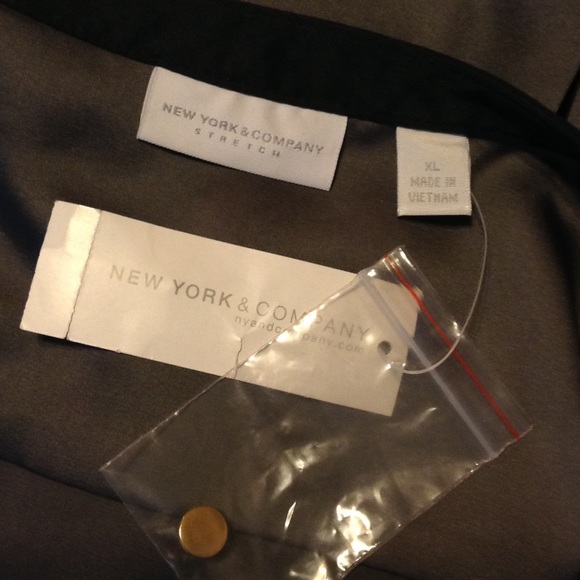 NEW YORK & COMPANY
STRETCH
XL
MADE IN
VIETNAM
NEW YORK & COMPANY
nyandcompany.com